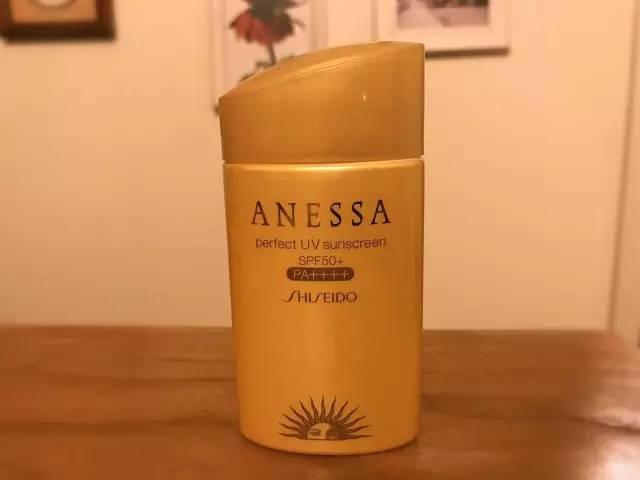 ANESSA
perfect UV sunscreen
SPF50+
PA++++
SHISEIDO